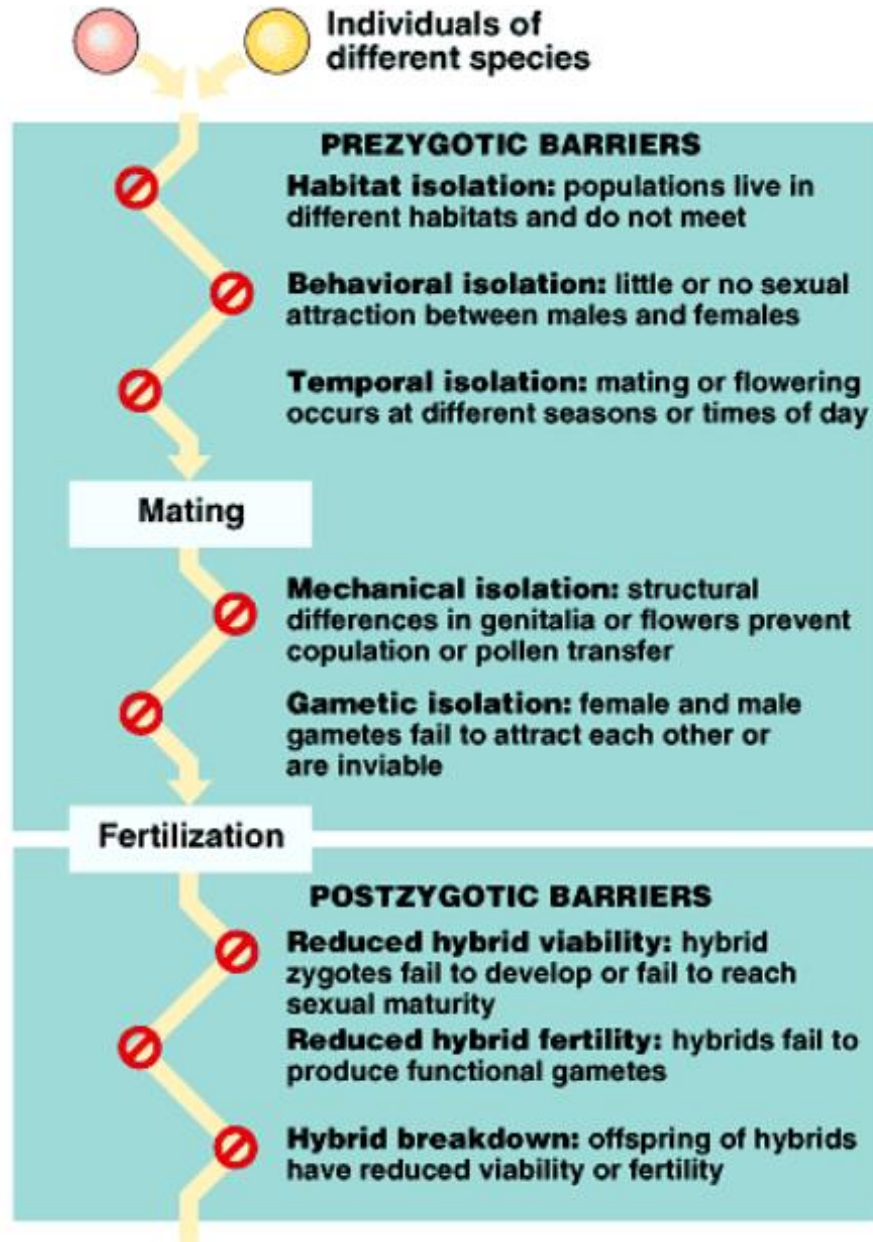 Individuals of
different species
PREZYGOTIC BARRIERS
Habitat isolation: populations live in
different habitats and do not meet
Behavioral isolation: little or no sexual
attraction between males and females
Temporal isolation: mating or flowering
occurs at different seasons or times of day
Mating
Mechanical isolation: structural
differences in genitalia or flowers prevent
copulation or pollen transfer
Gametic isolation: female and male
gametes fail to attract each other or
are inviable
Fertilization
POSTZYGOTIC BARRIERS
Reduced hybrid viability: hybrid
zygotes fail to develop or fail to reach
sexual maturity
Reduced hybrid fertility: hybrids fail to
produce functional gametes
Hybrid breakdown: offspring of hybrids
have reduced viability or fertility